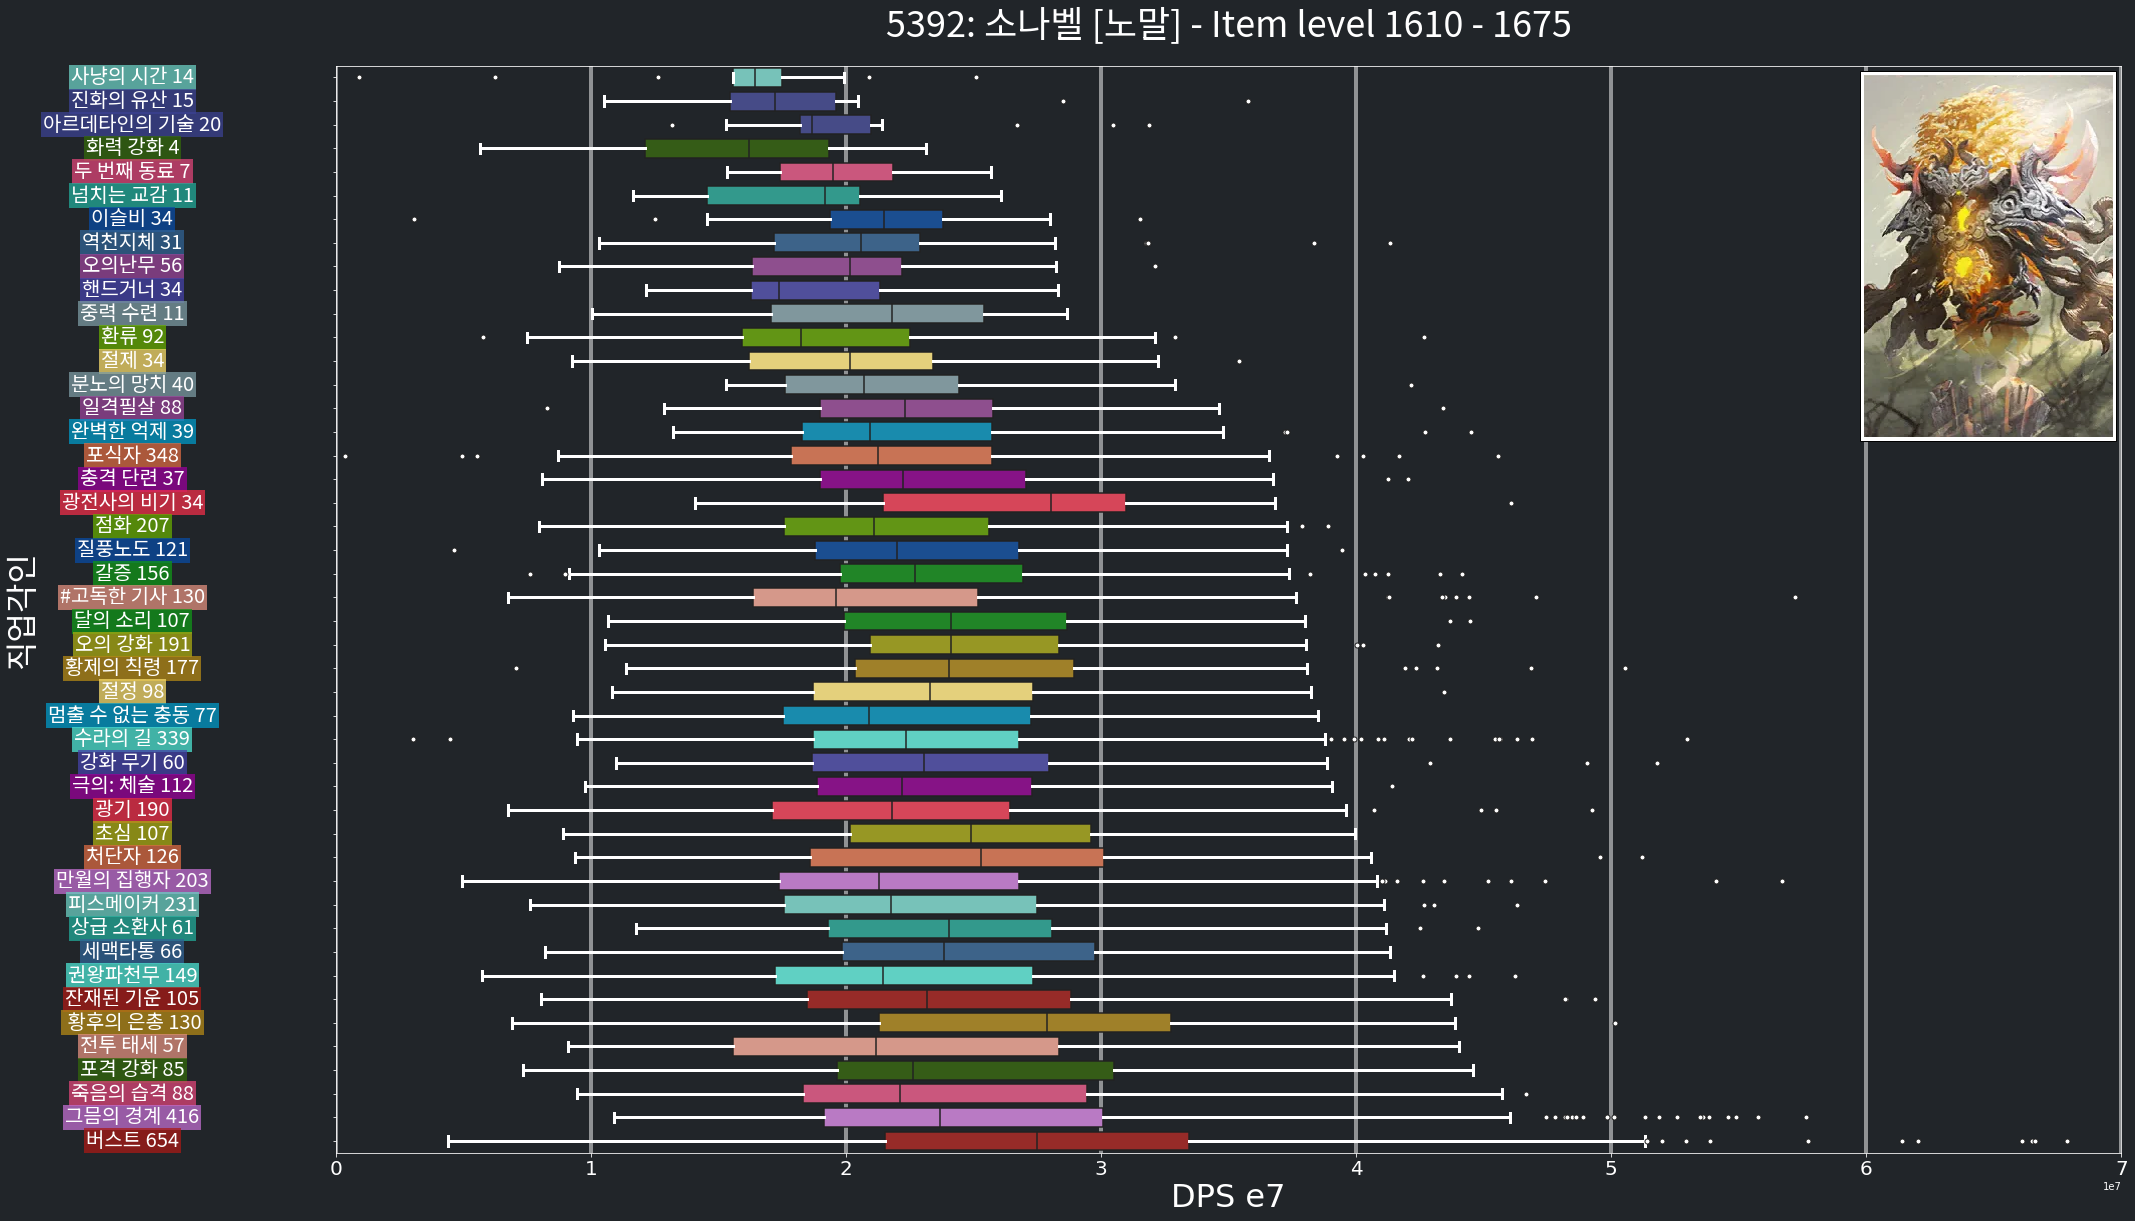 5392: 소나벨 [노말] - Item level 1610 - 1675
사냥의 시간 14
진화의 유산 15
아르데타인의 기술 20
화력 강화 4
두 번째 동료 7
넘치는 교감 11
이슬비 34
역천지체 31
오의난무 56
핸드거너 34
중력 수련 11
환류 92
절제 34
분노의 망치 40
일격필살 88
완벽한 억제 39
포식자 348
충격 단련 37
광전사의 비기 34
점화 207
질풍노도 121
갈증 156
#고독한 기사 130
달의 소리 107
오의 강화 191
황제의 칙령 177
절정 98
멈출 수 없는 충동 77
수라의 길 339
강화 무기 60
극의: 체술 112
광기 190
초심 107
처단자 126
만월의 집행자 203
피스메이커 231
상급 소환사 61
세맥타통 66
권왕파천무 149
잔재된 기운 105
황후의 은총 130
전투 태세 57
포격 강화 85
죽음의 습격 88
그믐의 경계 416
버스트 654
직업각인
0 1 2 3 4 5 6 7
1e7
DPS e7